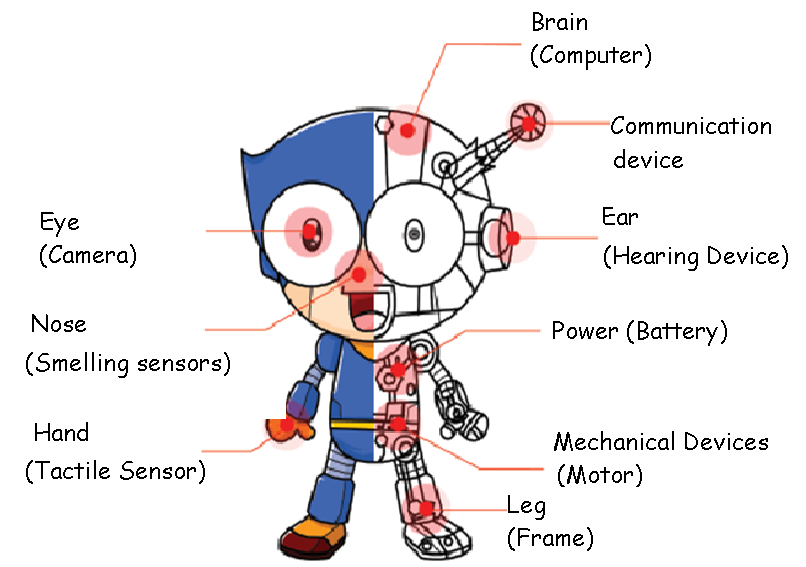 Brain
(Computer)
Communication
device
Eye
(Camera)
Ear
(Hearing Device)
Nose
(Smelling sensors)
Power (Battery)
Hand
(Tactile Sensor)
Mechanical Devices
(Motor)
Leg
(Frame)